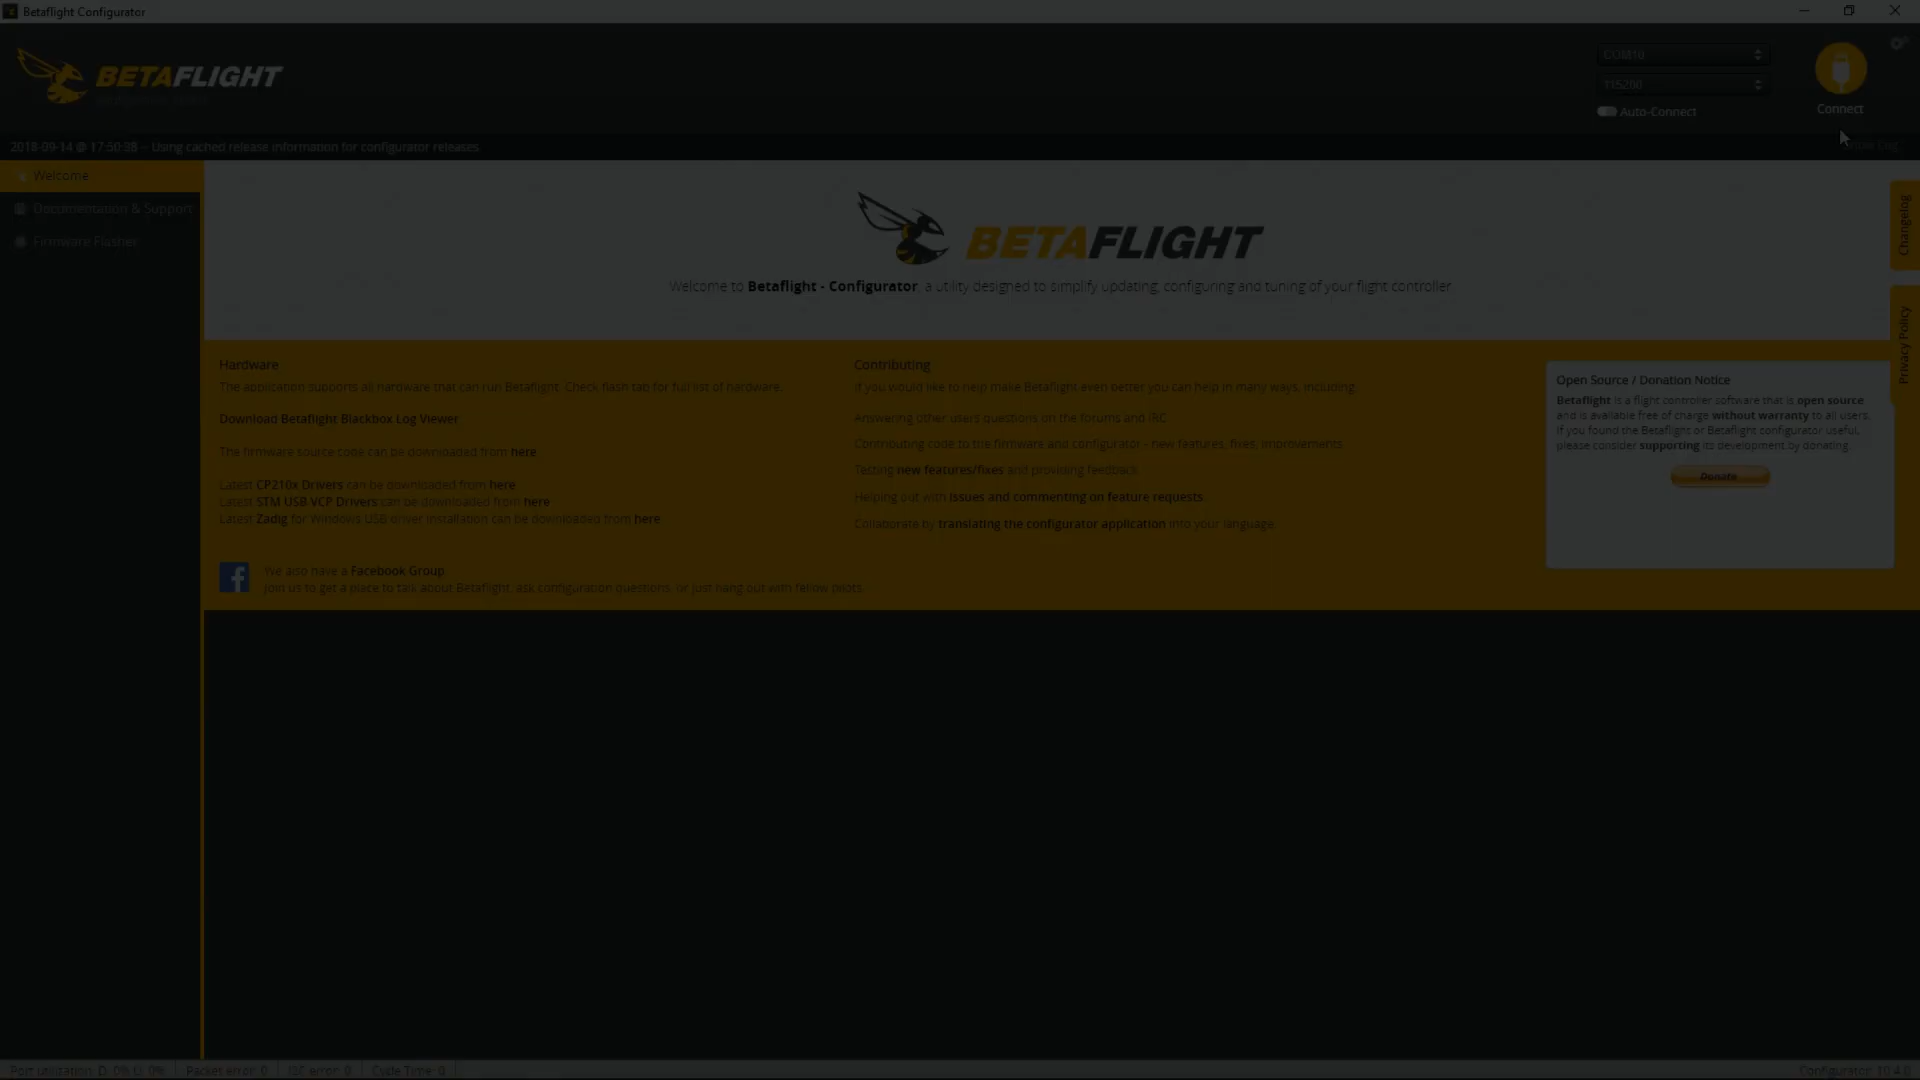 Betaflight Configurator
BETAFLIGHT
COM10
115200
Auto-Connect
Connect
2018-09-14 @ 17:50:38 -- Using cached release information for configurator releases.
Welcome
Documentation & Support
Firmware Flasher
Changelog
Privacy Policy
BETAFLIGHT
Welcome to Betaflight - Configurator, a utility designed to simplify updating, configuring and tuning of your flight controller.
Hardware
The application supports all hardware that can run Betaflight. Check flash tab for full list of hardware.
Download Betaflight Blackbox Log Viewer
The firmware source code can be downloaded from here
Latest CP210x Drivers can be downloaded from here
Latest STM USB VCP Drivers can be downloaded from here
Latest Zadig for Windows USB driver installation can be downloaded from here
We also have a Facebook Group.
Join us to get a place to talk about Betaflight, ask configuration questions, or just hang out with fellow pilots.
Contributing
If you would like to help make Betaflight even better you can help in many ways, including:
Answering other users questions on the forums and IRC.
Contributing code to the firmware and configurator - new features, fixes, improvements
Testing new features/fixes and providing feedback.
Helping out with issues and commenting on feature requests.
Collaborate by translating the configurator application into your language.
Open Source / Donation Notice
Betaflight is a flight controller software that is open source
and is available free of charge without warranty to all users.
If you found the Betaflight or Betaflight configurator useful,
please consider supporting its development by donating.
Donate
Port utilization: D: 0% U: 0%
Packet error: 0
I2C error: 0
Cycle Time: 0
Configurator: 10.4.0